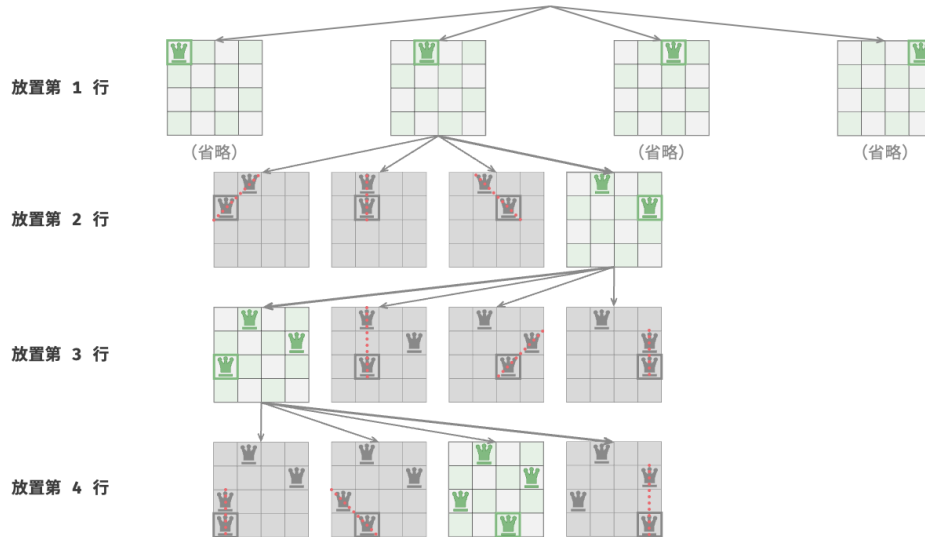 放置第 1 行
(省略)
(省略)
(省略)
放置第 2 行
放置第 3 行
放置第 4 行